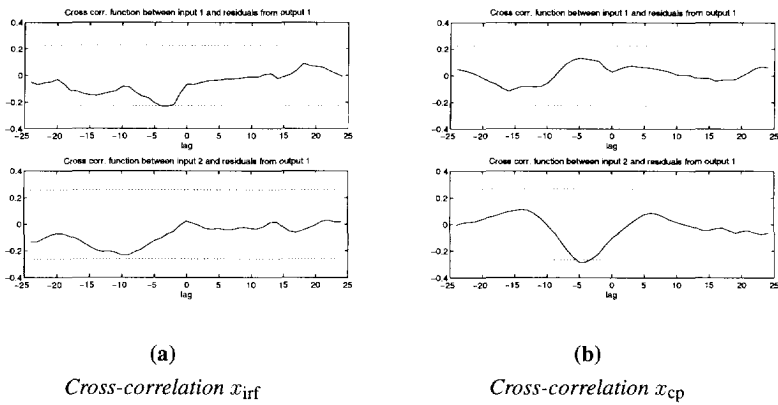 Cross corr. function between input 1 and residuals from output 1
0.4
0.2
0
-0.2
-0.4
-25 -20 -15 -10 -5 0 5 10 15 20 25
lag
Cross corr. function between input 2 and residuals from output 1
0.4
0.2
0
-0.2
-0.4
-25 -20 -15 -10 -5 0 5 10 15 20 25
lag
(a)
Cross-correlation x_irf
Cross corr. function between input 1 and residuals from output 1
0.4
0.2
0
-0.2
-0.4
-25 -20 -15 -10 -5 0 5 10 15 20 25
lag
Cross corr. function between input 2 and residuals from output 1
0.4
0.2
0
-0.2
-0.4
-25 -20 -15 -10 -5 0 5 10 15 20 25
lag
(b)
Cross-correlation x_cp